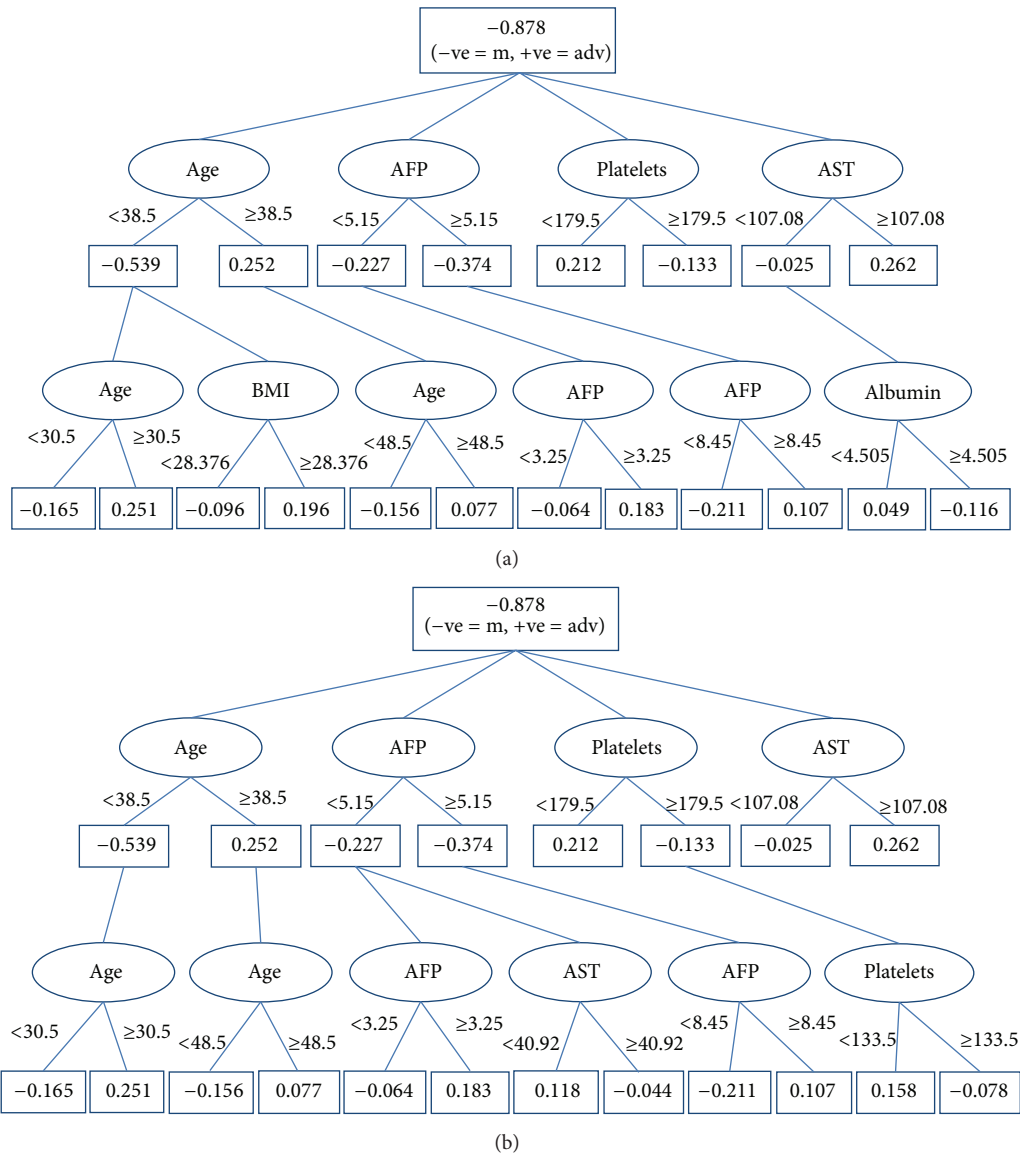 −0.878
(−ve = m, +ve = adv)
Age AFP Platelets AST
<38.5 ≥38.5 <5.15 ≥5.15 <179.5 ≥179.5 <107.08 ≥107.08
−0.539 0.252 −0.227 −0.374 0.212 −0.133 −0.025 0.262
Age BMI Age AFP AFP Albumin
<30.5 ≥30.5 <28.376 ≥28.376 <48.5 ≥48.5 <3.25 ≥3.25 <8.45 ≥8.45 <4.505 ≥4.505
−0.165 0.251 −0.096 0.196 −0.156 0.077 −0.064 0.183 −0.211 0.107 0.049 −0.116
(a)
−0.878
(−ve = m, +ve = adv)
Age AFP Platelets AST
<38.5 ≥38.5 <5.15 ≥5.15 <179.5 ≥179.5 <107.08 ≥107.08
−0.539 0.252 −0.227 −0.374 0.212 −0.133 −0.025 0.262
Age Age AFP AST AFP Platelets
<30.5 ≥30.5 <48.5 ≥48.5 <3.25 ≥3.25 <40.92 ≥40.92 <8.45 ≥8.45 <133.5 ≥133.5
−0.165 0.251 −0.156 0.077 −0.064 0.183 0.118 −0.044 −0.211 0.107 0.158 −0.078
(b)